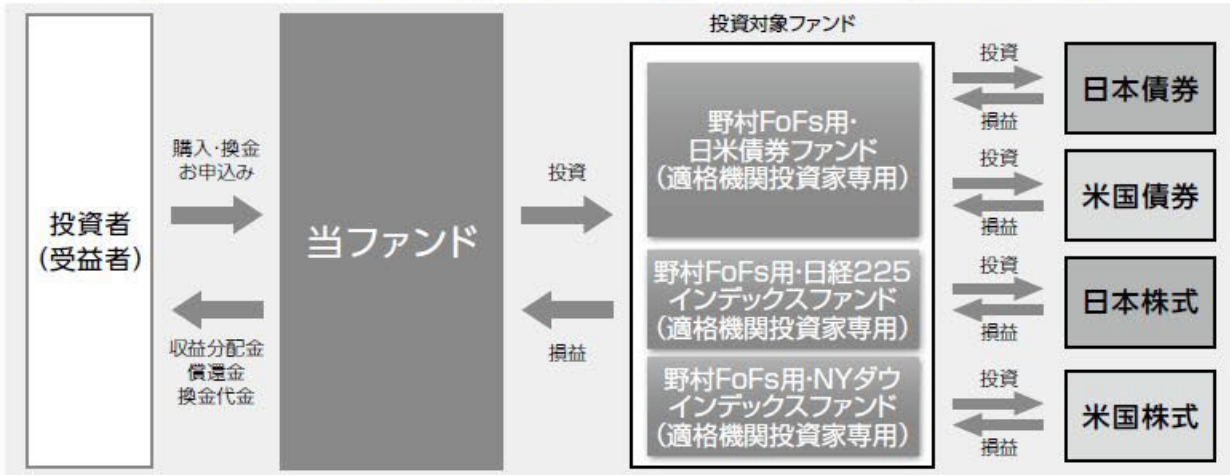 投資者
(受益者)
購入・換金
お申込み
収益分配金
償還金
換金代金
当ファンド
投資
損益
投資対象ファンド
野村FoFs用・
日米債券ファンド
(適格機関投資家専用)
野村FoFs用・日経225
インデックスファンド
(適格機関投資家専用)
野村FoFs用・NYダウ
インデックスファンド
(適格機関投資家専用)
投資
損益
日本債券
投資
損益
米国債券
投資
損益
日本株式
投資
損益
米国株式